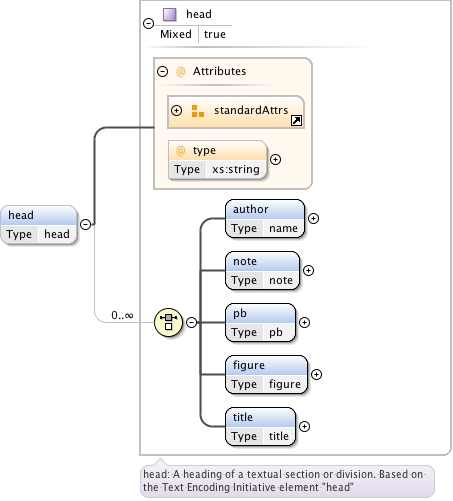 head
Mixed true
@ Attributes
standardAttrs
@ type
Type xs:string
head
Type head
0..∞
author
Type name
note
Type note
pb
Type pb
figure
Type figure
title
Type title
head: A heading of a textual section or division. Based on
the Text Encoding Initiative element "head"